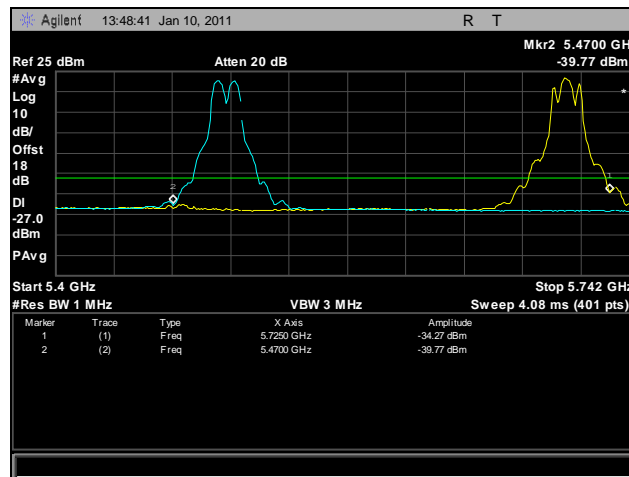 Agilent 13:48:41 Jan 10, 2011 R T
Mkr2 5.4700 GH
Ref 25 dBm Atten 20 dB -39.77 dBm
#Avg
Log
10
dB/
Offst
18
dB
DI
-27.0
dBm
PAvg
*
1
2
Start 5.4 GHz Stop 5.742 GHz
#Res BW 1 MHz VBW 3 MHz Sweep 4.08 ms (401 pts)
Marker Trace Type X Axis Amplitude
1 (1) Freq 5.7250 GHz -34.27 dBm
2 (2) Freq 5.4700 GHz -39.77 dBm